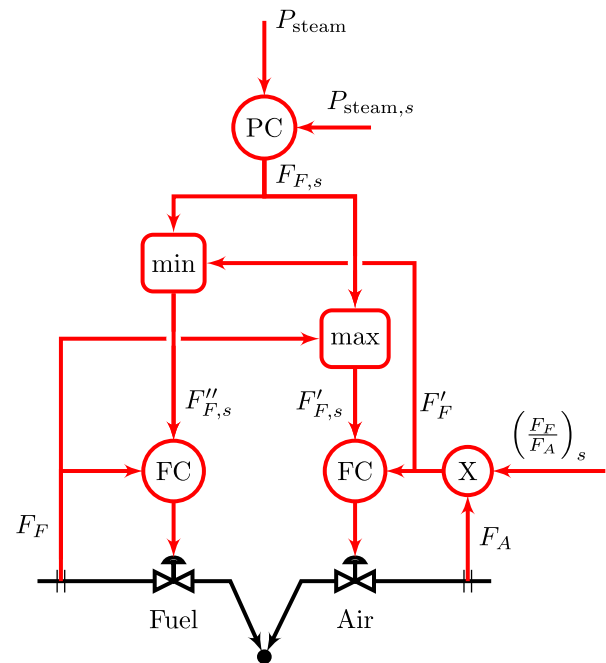 P_steam
P_steam,s
PC
F_F,s
min
max
F''_F,s
F'_F,s
F'_F
(F_F/F_A)_s
FC
FC
X
F_F
F_A
Fuel
Air